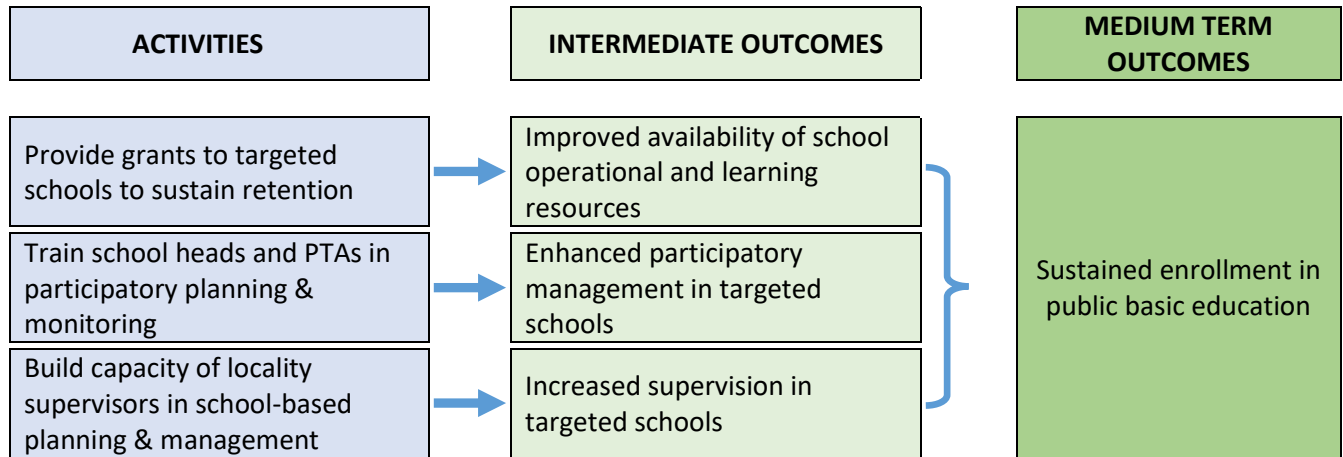 ACTIVITIES
INTERMEDIATE OUTCOMES
MEDIUM TERM
OUTCOMES
Provide grants to targeted
schools to sustain retention
Improved availability of school
operational and learning
resources
Train school heads and PTAs in
participatory planning &
monitoring
Enhanced participatory
management in targeted
schools
Build capacity of locality
supervisors in school-based
planning & management
Increased supervision in
targeted schools
Sustained enrollment in
public basic education